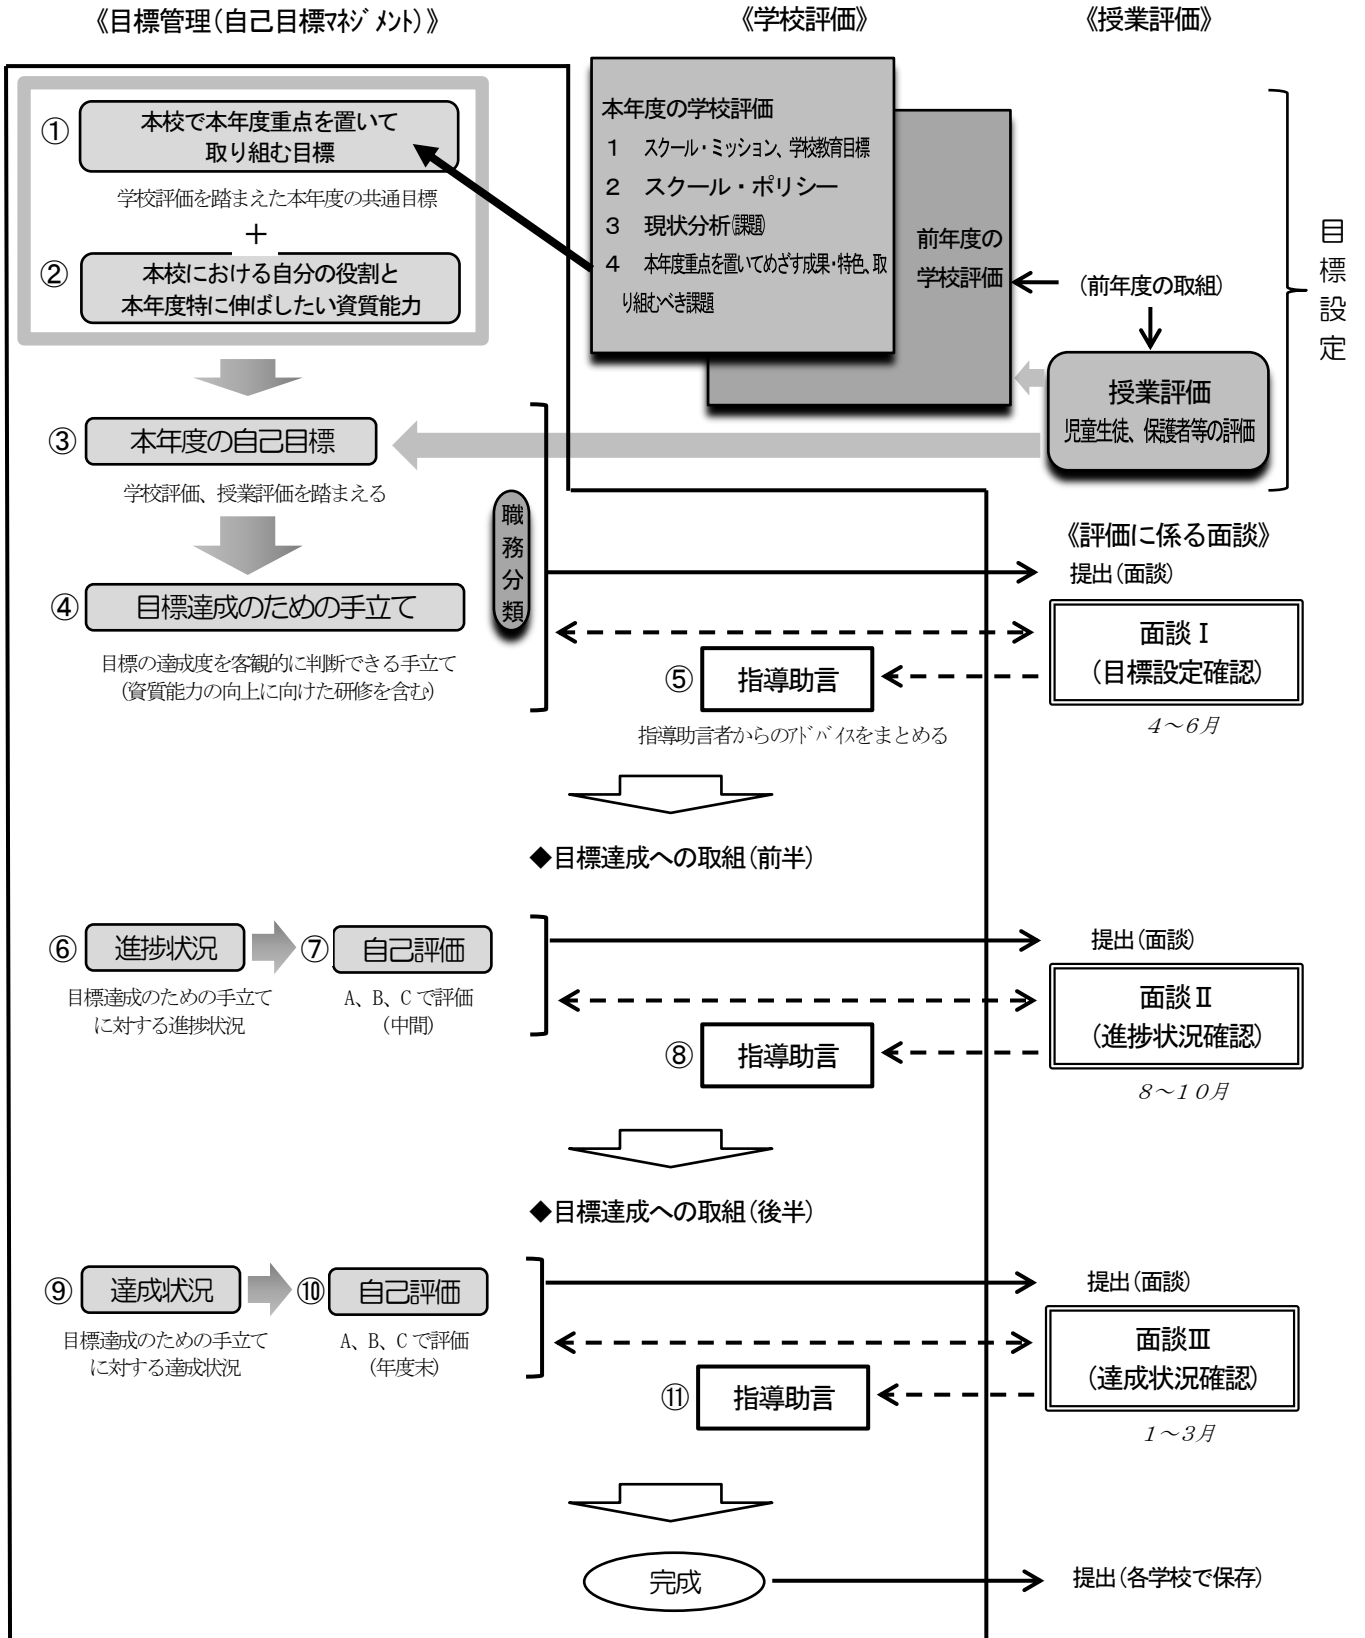 《目標管理(自己目標ﾏﾈｼﾞﾒﾝﾄ)》
《学校評価》
《授業評価》
①
本校で本年度重点を置いて
取り組む目標
学校評価を踏まえた本年度の共通目標
＋
②
本校における自分の役割と
本年度特に伸ばしたい資質能力
本年度の学校評価
1 スクール・ミッション、学校教育目標
2 スクール・ポリシー
3 現状分析(課題)
4 本年度重点を置いてめざす成果・特色、取
り組むべき課題
前年度の
学校評価
(前年度の取組)
授業評価
児童生徒、保護者等の評価
目標設定
③
本年度の自己目標
学校評価、授業評価を踏まえる
④
目標達成のための手立て
目標の達成度を客観的に判断できる手立て
(資質能力の向上に向けた研修を含む)
職務分類
《評価に係る面談》
提出(面談)
面談Ⅰ
(目標設定確認)
4～6月
⑤
指導助言
指導助言者からのｱﾄﾞﾊﾞｲｽをまとめる
◆目標達成への取組(前半)
⑥
進捗状況
目標達成のための手立て
に対する進捗状況
⑦
自己評価
A、B、Cで評価
(中間)
提出(面談)
面談Ⅱ
(進捗状況確認)
8～10月
⑧
指導助言
◆目標達成への取組(後半)
⑨
達成状況
目標達成のための手立て
に対する達成状況
⑩
自己評価
A、B、Cで評価
(年度末)
提出(面談)
面談Ⅲ
(達成状況確認)
1～3月
⑪
指導助言
完成
提出(各学校で保存)